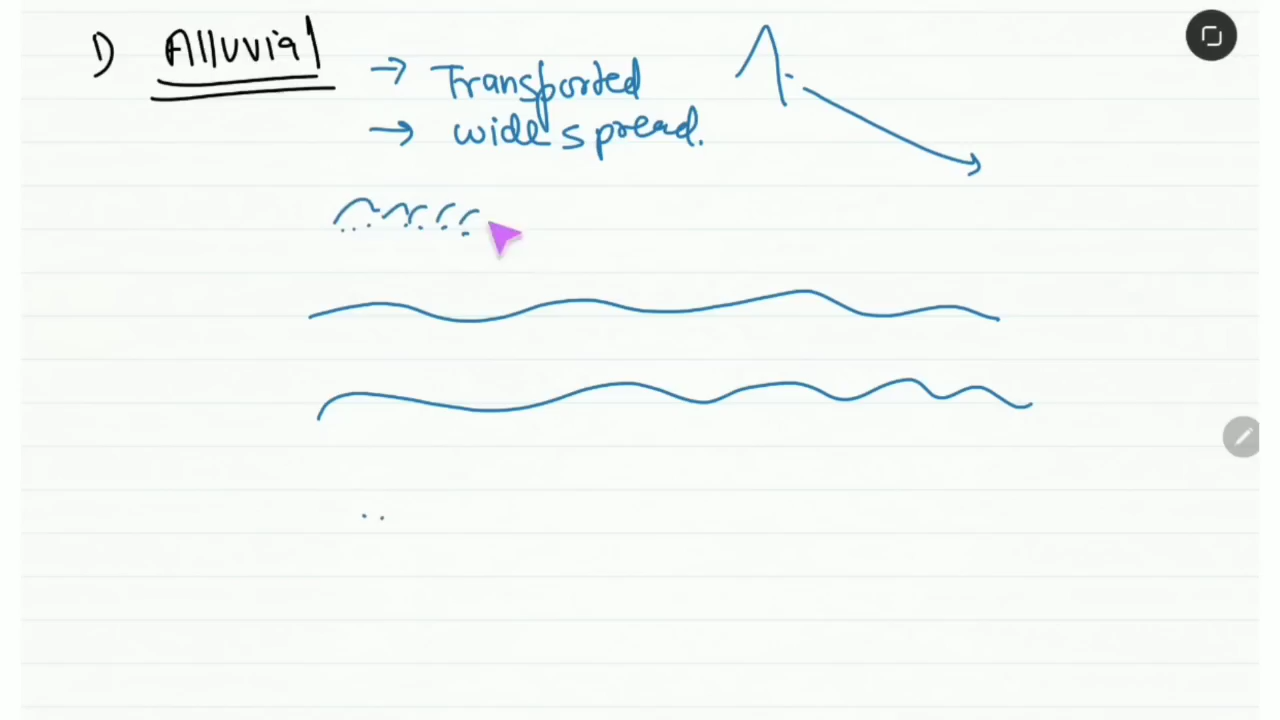 1) Alluvial → Transported
→ wide spread.